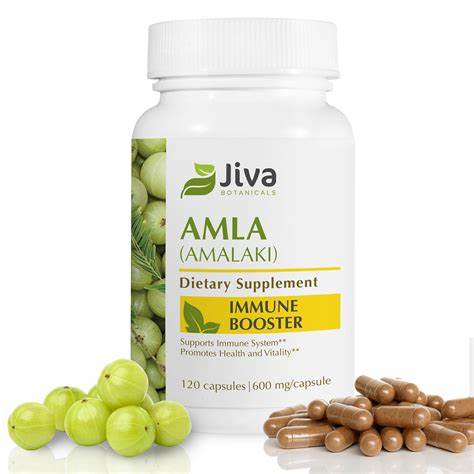 Jiva
BOTANICALS
AMLA
(AMALAKI)
Dietary Supplement
IMMUNE
BOOSTER
Supports Immune System**
Promotes Health and Vitality**
120 capsules | 600 mg/capsule